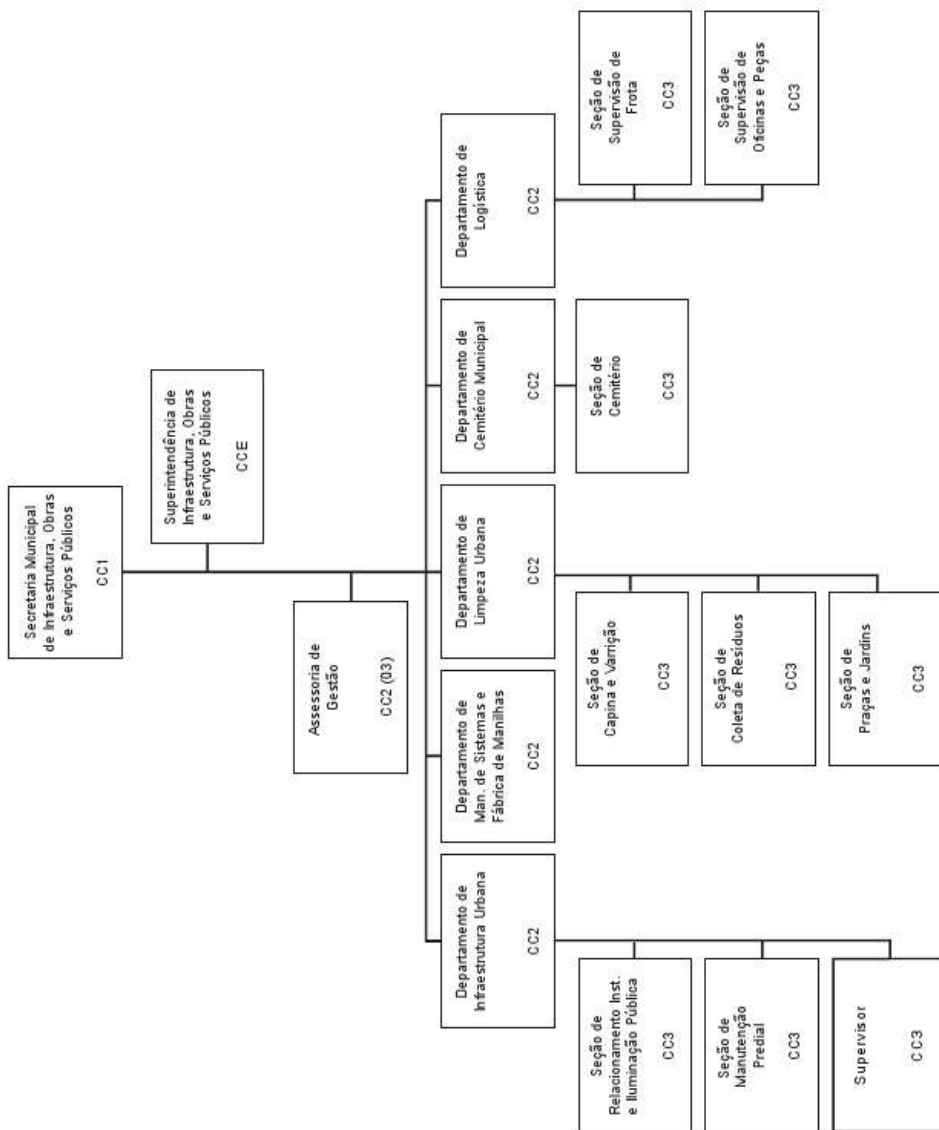 Secretaria Municipal
de Infraestrutura, Obras
e Serviços Públicos
CC1
Superintendência de
Infraestrutura, Obras
e Serviços Públicos
CCE
Assessoria de
Gestão
CC2 (03)
Departamento de
Infraestrutura Urbana
CC2
Departamento de
Man. de Sistemas e
Fábrica de Manilhas
CC2
Departamento de
Limpeza Urbana
CC2
Departamento de
Cemitério Municipal
CC2
Departamento de
Logística
CC2
Seção de
Relacionamento Inst.
e Iluminação Pública
CC3
Seção de
Manutenção
Predial
CC3
Supervisor
CC3
Seção de
Capina e Varrição
CC3
Seção de
Coleta de Resíduos
CC3
Seção de
Praças e Jardins
CC3
Seção de
Cemitério
CC3
Seção de
Supervisão de
Frota
CC3
Seção de
Supervisão de
Oficinas e Peças
CC3